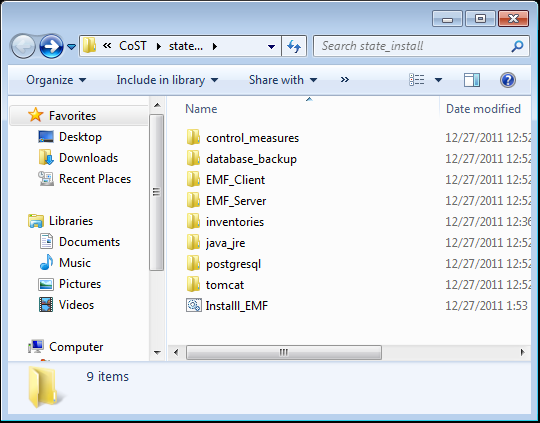 « CoST state...
Search state_install
Organize Include in library Share with »
Name Date modified
Favorites
Desktop
Downloads
Recent Places
Libraries
Documents
Music
Pictures
Videos
Computer
control_measures 12/27/2011 12:52
database_backup 12/27/2011 12:52
EMF_Client 12/27/2011 12:52
EMF_Server 12/27/2011 12:52
inventories 12/27/2011 12:36
java_jre 12/27/2011 12:52
postgresql 12/27/2011 12:52
tomcat 12/27/2011 12:52
Installl_EMF 12/27/2011 1:53
9 items